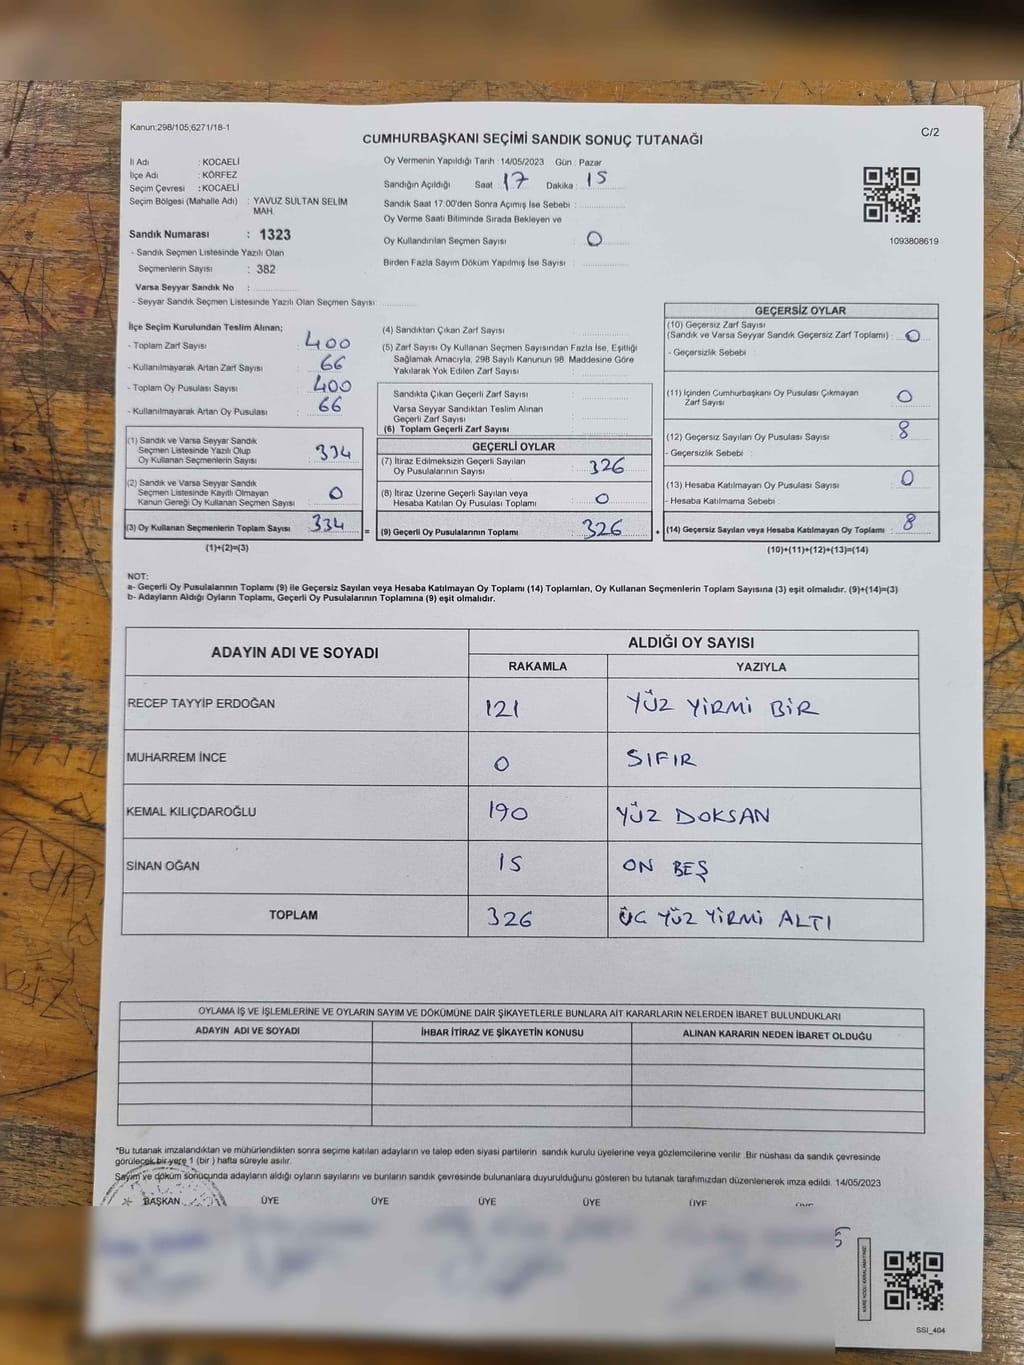 Kanun;298/105;6271/18-1
C/2
CUMHURBAŞKANI SEÇİMİ SANDIK SONUÇ TUTANAĞI
İl Adı : KOCAELİ
İlçe Adı : KÖRFEZ
Seçim Çevresi : KOCAELİ
Seçim Bölgesi (Mahalle Adı) : YAVUZ SULTAN SELİM
MAH.
Sandık Numarası : 1323
- Sandık Seçmen Listesinde Yazılı Olan
Seçmenlerin Sayısı : 382
Varsa Seyyar Sandık No :
- Seyyar Sandık Seçmen Listesinde Yazılı Olan Seçmen Sayısı:
Oy Vermenin Yapıldığı Tarih : 14/05/2023 Gün : Pazar
Sandığın Açıldığı Saat : 17 Dakika : 15
Sandık Saat 17:00'den Sonra Açılmış İse Sebebi :
Oy Verme Saati Bitiminde Sırada Bekleyen ve
Oy Kullandırılan Seçmen Sayısı : 0
Birden Fazla Sayım Döküm Yapılmış İse Sayısı :
1093808619
İlçe Seçim Kurulundan Teslim Alınan;
- Toplam Zarf Sayısı : 400
- Kullanılmayarak Artan Zarf Sayısı : 66
- Toplam Oy Pusulası Sayısı : 400
- Kullanılmayarak Artan Oy Pusulası : 66
(1) Sandık ve Varsa Seyyar Sandık
Seçmen Listesinde Yazılı Olup
Oy Kullanan Seçmenlerin Sayısı : 334
(2) Sandık ve Varsa Seyyar Sandık
Seçmen Listesinde Kayıtlı Olmayan
Kanun Gereği Oy Kullanan Seçmen Sayısı : 0
(3) Oy Kullanan Seçmenlerin Toplam Sayısı : 334 =
(1)+(2)=(3)
(4) Sandıktan Çıkan Zarf Sayısı :
(5) Zarf Sayısı Oy Kullanan Seçmen Sayısından Fazla İse, Eşitliği
Sağlamak Amacıyla, 298 Sayılı Kanunun 98. Maddesine Göre
Yakılarak Yok Edilen Zarf Sayısı :
Sandıkta Çıkan Geçerli Zarf Sayısı :
Varsa Seyyar Sandıktan Teslim Alınan
Geçerli Zarf Sayısı :
(6) Toplam Geçerli Zarf Sayısı :
GEÇERLİ OYLAR
(7) İtiraz Edilmeksizin Geçerli Sayılan
Oy Pusulalarının Sayısı : 326
(8) İtiraz Üzerine Geçerli Sayılan veya
Hesaba Katılan Oy Pusulası Toplamı : 0
(9) Geçerli Oy Pusulalarının Toplamı : 326 +
GEÇERSİZ OYLAR
(10) Geçersiz Zarf Sayısı
(Sandık ve Varsa Seyyar Sandık Geçersiz Zarf Toplamı) : 0
- Geçersizlik Sebebi :
(11) İçinden Cumhurbaşkanı Oy Pusulası Çıkmayan
Zarf Sayısı : 0
(12) Geçersiz Sayılan Oy Pusulası Sayısı : 8
- Geçersizlik Sebebi :
(13) Hesaba Katılmayan Oy Pusulası Sayısı : 0
- Hesaba Katılmama Sebebi :
(14) Geçersiz Sayılan veya Hesaba Katılmayan Oy Toplamı : 8
(10)+(11)+(12)+(13)=(14)
NOT:
a- Geçerli Oy Pusulalarının Toplamı (9) ile Geçersiz Sayılan veya Hesaba Katılmayan Oy Toplamı (14) Toplamları, Oy Kullanan Seçmenlerin Toplam Sayısına (3) eşit olmalıdır. (9)+(14)=(3)
b- Adayların Aldığı Oyların Toplamı, Geçerli Oy Pusulalarının Toplamına (9) eşit olmalıdır.
ADAYIN ADI VE SOYADI
ALDIĞI OY SAYISI
RAKAMLA YAZIYLA
RECEP TAYYİP ERDOĞAN 121 YÜZ YİRMİ BİR
MUHARREM İNCE 0 SIFIR
KEMAL KILIÇDAROĞLU 190 YÜZ DOKSAN
SİNAN OĞAN 15 ON BEŞ
TOPLAM 326 ÜÇ YÜZ YİRMİ ALTI
OYLAMA İŞ VE İŞLEMLERİNE VE OYLARIN SAYIM VE DÖKÜMÜNE DAİR ŞİKAYETLERLE BUNLARA AİT KARARLARIN NELERDEN İBARET BULUNDUKLARI
ADAYIN ADI VE SOYADI İHBAR İTİRAZ VE ŞİKAYETİN KONUSU ALINAN KARARIN NEDEN İBARET OLDUĞU
*Bu tutanak imzalandıktan ve mühürlendikten sonra seçime katılan adayların ve talep eden siyasi partilerin sandık kurulu üyelerine veya gözlemcilerine verilir. Bir nüshası da sandık çevresinde
görülecek bir yere 1 (bir ) hafta süreyle asılır.
Sayım ve döküm sonucunda adayların aldığı oyların sayılarını ve bunların sandık çevresinde bulunanlara duyurulduğunu gösteren bu tutanak tarafımızdan düzenlenerek imza edildi. 14/05/2023
BAŞKAN ÜYE ÜYE ÜYE ÜYE ÜYE ÜYE
SSI_404